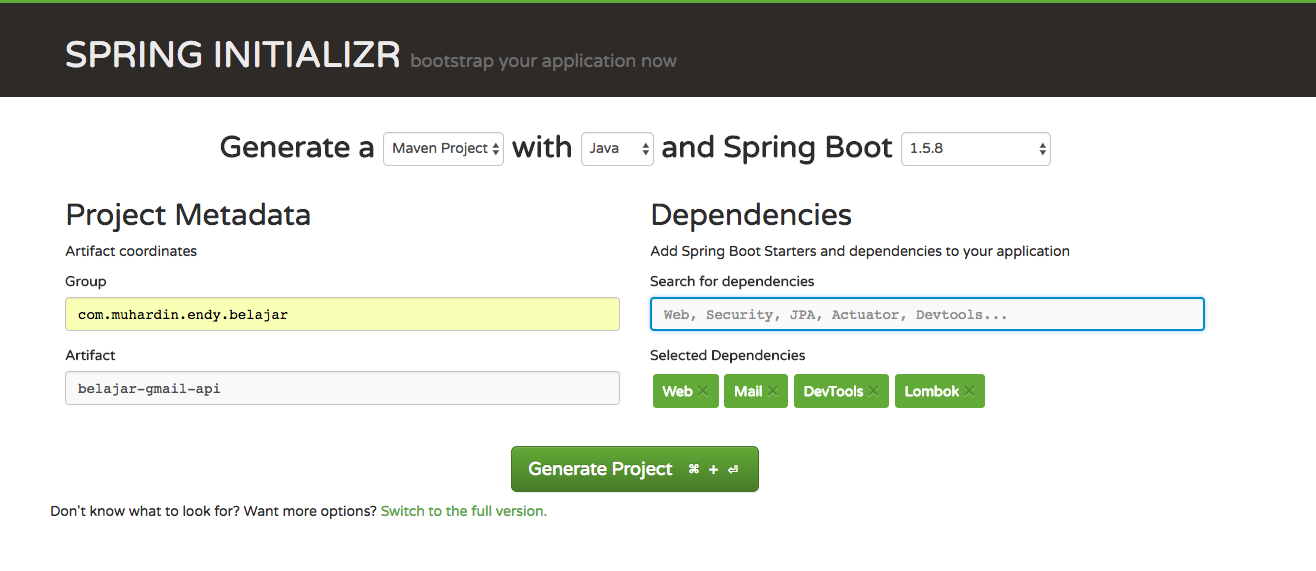 SPRING INITIALIZR bootstrap your application now
Generate a Maven Project with Java and Spring Boot 1.5.8
Project Metadata
Artifact coordinates
Group
com.muhardin.endy.belajar
Artifact
belajar-gmail-api
Dependencies
Add Spring Boot Starters and dependencies to your application
Search for dependencies
Web, Security, JPA, Actuator, Devtools...
Selected Dependencies
Web × Mail × DevTools × Lombok ×
Generate Project ⌘ + ⏎
Don't know what to look for? Want more options? Switch to the full version.